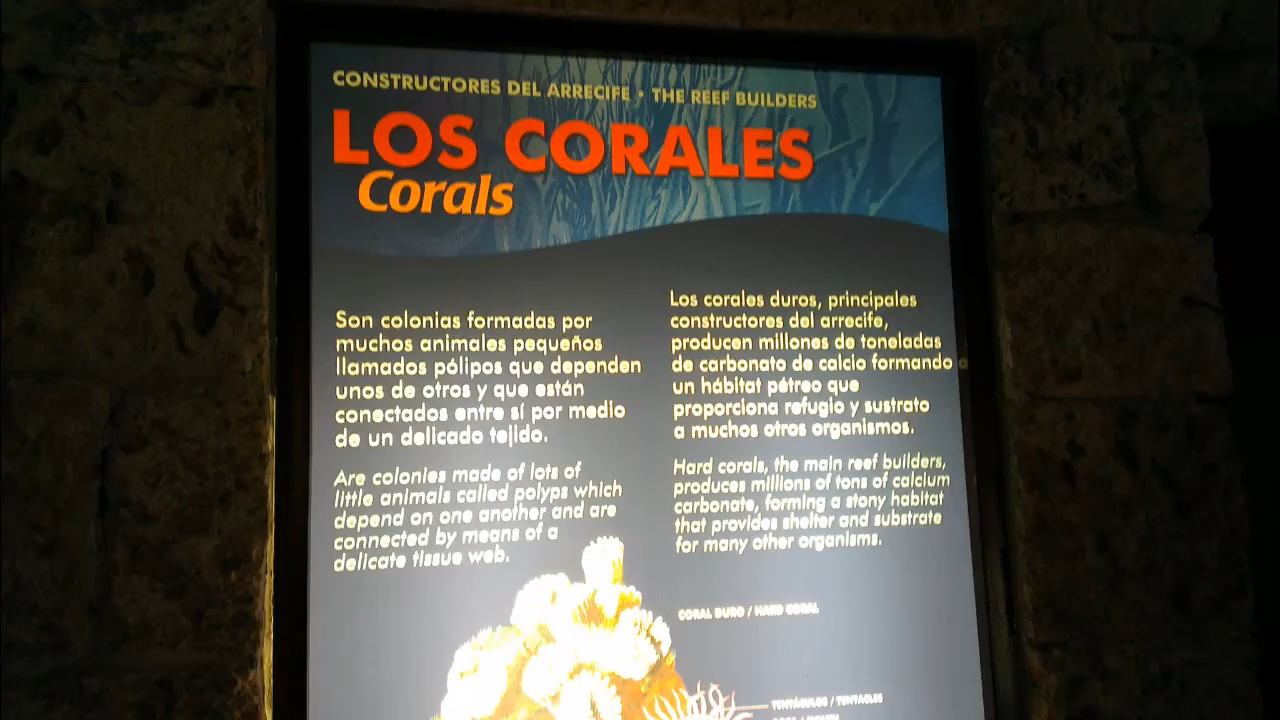 CONSTRUCTORES DEL ARRECIFE • THE REEF BUILDERS
LOS CORALES
Corals
Son colonias formadas por
muchos animales pequeños
llamados pólipos que dependen
unos de otros y que están
conectados entre sí por medio
de un delicado tejido.
Are colonies made of lots of
little animals called polyps which
depend on one another and are
connected by means of a
delicate tissue web.
Los corales duros, principales
constructores del arrecife,
producen millones de toneladas
de carbonato de calcio formando a
un hábitat pétreo que
proporciona refugio y sustrato
a muchos otros organismos.
Hard corals, the main reef builders,
produces millions of tons of calcium
carbonate, forming a stony habitat
that provides shelter and substrate
for many other organisms.
CORAL DURO / HARD CORAL
TENTÁCULOS / TENTACLES